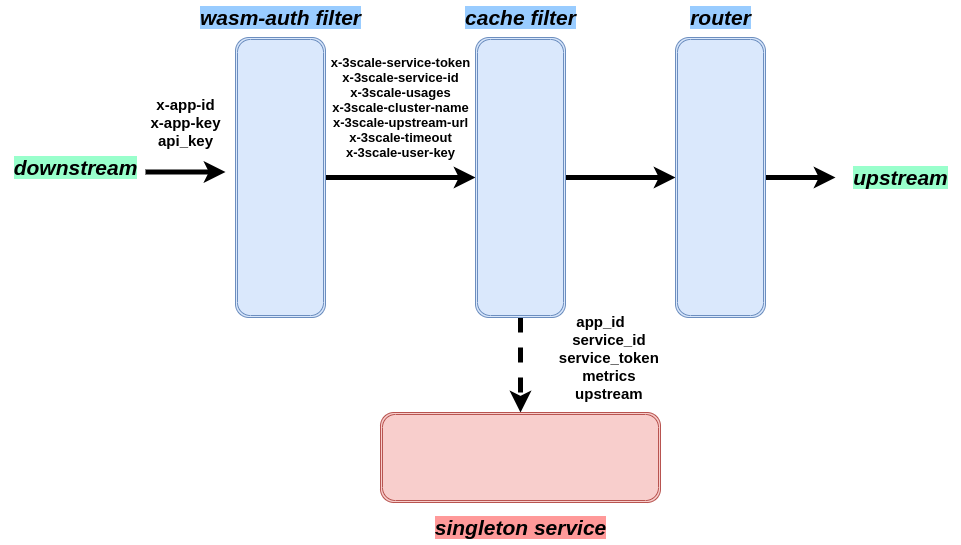 wasm-auth filter
cache filter
router
x-3scale-service-token
x-3scale-service-id
x-3scale-usages
x-3scale-cluster-name
x-3scale-upstream-url
x-3scale-timeout
x-3scale-user-key
x-app-id
x-app-key
api_key
downstream
upstream
app_id
service_id
service_token
metrics
upstream
singleton service